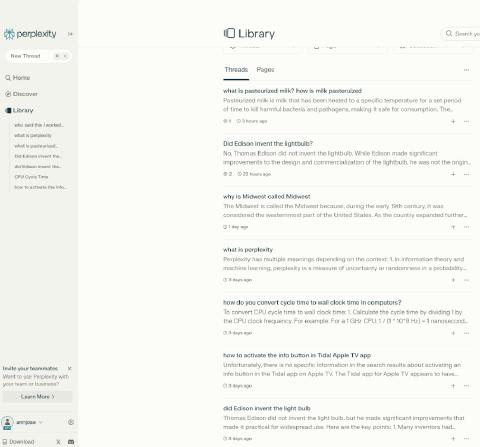 perplexity
New Thread
Home
Discover
Library
who said this I worked...
what is perplexity
what is pasteurized...
Did Edison invent the...
did Edison invent the...
CPU Cycle Time
how to activate the info...
Invite your teammates
Want to use Perplexity with
your team or business?
Learn More
annjose
Download
Library
Search yo
Threads
Pages
what is pasteurized milk? how is milk pasteruized
Pasteurized milk is milk that has been heated to a specific temperature for a set period
of time to kill harmful bacteria and pathogens, making it safe for consumption. The...
3 hours ago
Did Edison invent the lightbulb?
No, Thomas Edison did not invent the lightbulb. While Edison made significant
improvements to the design and commercialization of the lightbulb, he was not the origin...
2
23 hours ago
why is Midwest called Midwest
The Midwest is called the Midwest because, during the early 19th century, it was
considered the westernmost part of the United States. As the country expanded further...
1 day ago
what is perplexity
Perplexity has multiple meanings depending on the context: 1. In information theory and
machine learning, perplexity is a measure of uncertainty or randomness in a probability...
3 days ago
how do you convert cycle time to wall clock time in computers?
To convert CPU cycle time to wall clock time: 1. Calculate the cycle time by dividing 1 by
the CPU clock frequency. For example: For a 1 GHz CPU: 1 / (1 * 10^9 Hz) = 1 nanosecond...
3 days ago
how to activate the info button in Tidal Apple TV app
Unfortunately, there is no specific information in the search results about activating an
info button in the Tidal app on Apple TV. The Tidal app for Apple TV appears to have...
3 days ago
did Edison invent the light bulb
Thomas Edison did not invent the light bulb, but he made significant improvements that
made it practical for widespread use. Here are the key points: 1. Many inventors had...
4 days ago